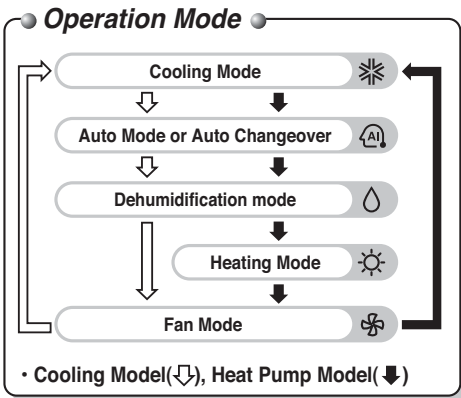 Operation Mode
Cooling Mode
Auto Mode or Auto Changeover
AI
Dehumidification mode
Heating Mode
Fan Mode
• Cooling Model(⇩), Heat Pump Model(⬇)